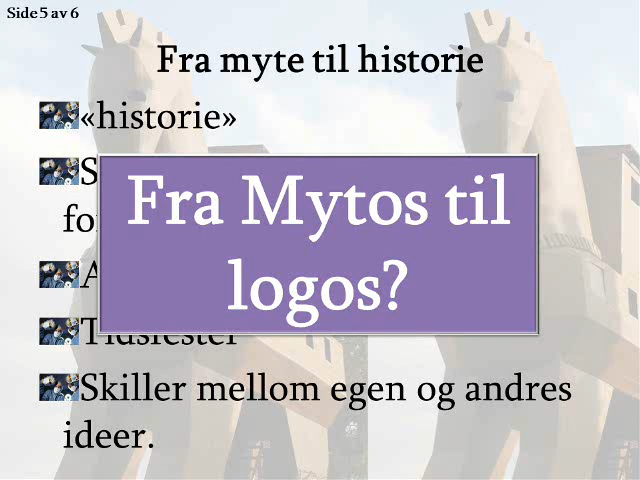 Side 5 av 6
Fra myte til historie
«historie»
Fra Mytos til
logos?
Tidsfester
Skiller mellom egen og andres
ideer.